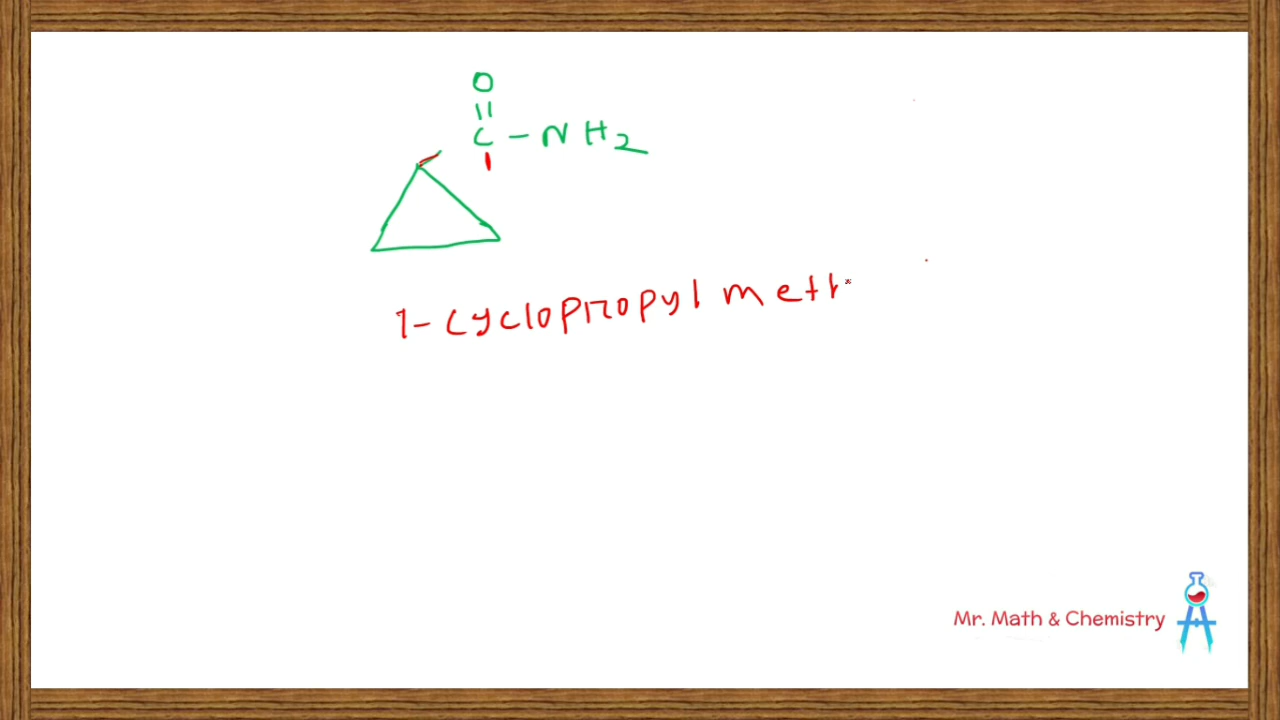 O
||
C - NH2
1-cyclopropyl meth
Mr. Math & Chemistry